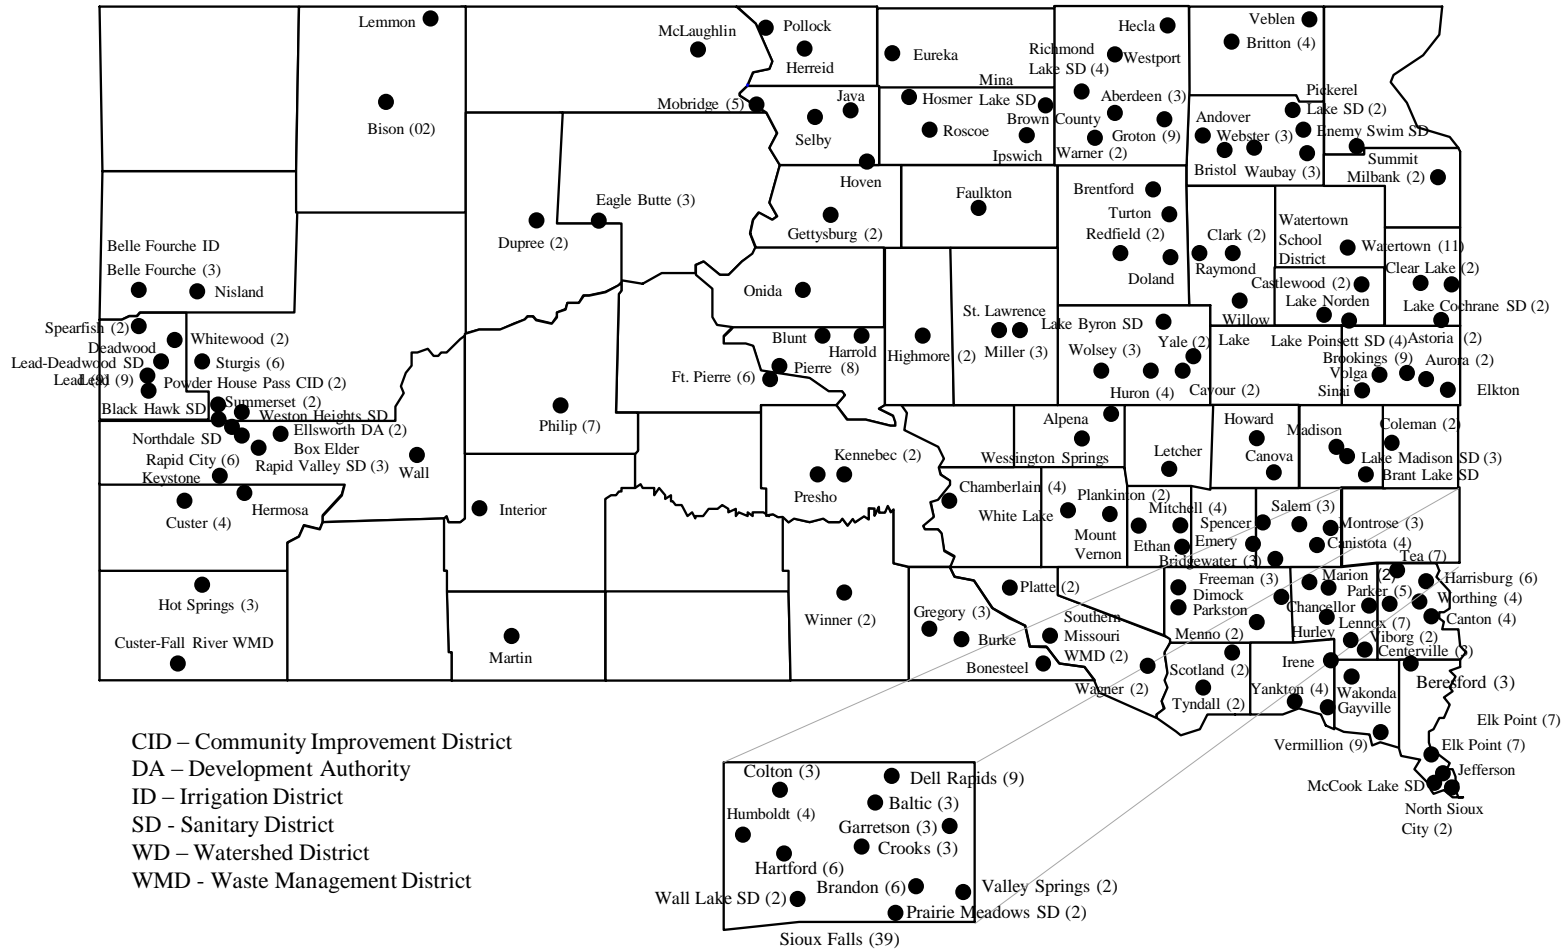 Lemmon
McLaughlin
Pollock
Herreid
Eureka
Hecla
Richmond
Lake SD (4)
Westport
Veblen
Britton (4)
Bison (02)
Mobridge (5)
Java
Selby
Hosmer
Roscoe
Mina
Lake SD
Brown County
Ipswich
Aberdeen (3)
Groton (9)
Warner (2)
Andover
Webster (3)
Bristol
Waubay (3)
Pickerel
Lake SD (2)
Enemy Swim SD
Summit
Milbank (2)
Hoven
Eagle Butte (3)
Dupree (2)
Gettysburg (2)
Faulkton
Brentford
Turton
Redfield (2)
Doland
Clark (2)
Raymond
Willow
Lake
Watertown
School
District
Watertown (11)
Castlewood (2)
Lake Norden
Clear Lake (2)
Lake Cochrane SD (2)
Belle Fourche ID
Belle Fourche (3)
Nisland
Onida
Spearfish (2)
Whitewood (2)
Deadwood
Lead-Deadwood SD
Sturgis (6)
Lead (9)
Powder House Pass CID (2)
Black Hawk SD
Summerset (2)
Weston Heights SD
Northdale SD
Ellsworth DA (2)
Box Elder
Rapid City (6)
Rapid Valley SD (3)
Keystone
Wall
Philip (7)
Blunt
Harrold
Pierre (8)
Ft. Pierre (6)
Highmore (2)
St. Lawrence
Miller (3)
Lake Byron SD
Wolsey (3)
Yale (2)
Huron (4)
Cavour (2)
Lake Poinsett SD (4)
Astoria (2)
Brookings (9)
Aurora (2)
Volga
Sinai
Elkton
Custer (4)
Hermosa
Interior
Kennebec (2)
Presho
Alpena
Wessington Springs
Letcher
Howard
Canova
Madison
Coleman (2)
Lake Madison SD (3)
Brant Lake SD
Chamberlain (4)
White Lake
Plankinton (2)
Mount
Vernon
Mitchell (4)
Ethan
Spencer
Emery
Bridgewater (3)
Salem (3)
Montrose (3)
Canistota (4)
Hot Springs (3)
Custer-Fall River WMD
Martin
Winner (2)
Gregory (3)
Burke
Bonesteel
Platte (2)
Southern
Missouri
WMD (2)
Wagner (2)
Freeman (3)
Dimock
Parkston
Menno (2)
Marion (2)
Chancellor
Hurley
Parker (5)
Lennox (7)
Viborg (2)
Centerville (3)
Tea (7)
Harrisburg (6)
Worthing (4)
Canton (4)
Scotland (2)
Tyndall (2)
Irene
Yankton (4)
Wakonda
Gayville
Vermillion (9)
Beresford (3)
Elk Point (7)
Elk Point (7)
Jefferson
McCook Lake SD
North Sioux
City (2)
CID – Community Improvement District
DA – Development Authority
ID – Irrigation District
SD - Sanitary District
WD – Watershed District
WMD - Waste Management District
Colton (3)
Dell Rapids (9)
Humboldt (4)
Baltic (3)
Garretson (3)
Crooks (3)
Hartford (6)
Brandon (6)
Wall Lake SD (2)
Valley Springs (2)
Prairie Meadows SD (2)
Sioux Falls (39)